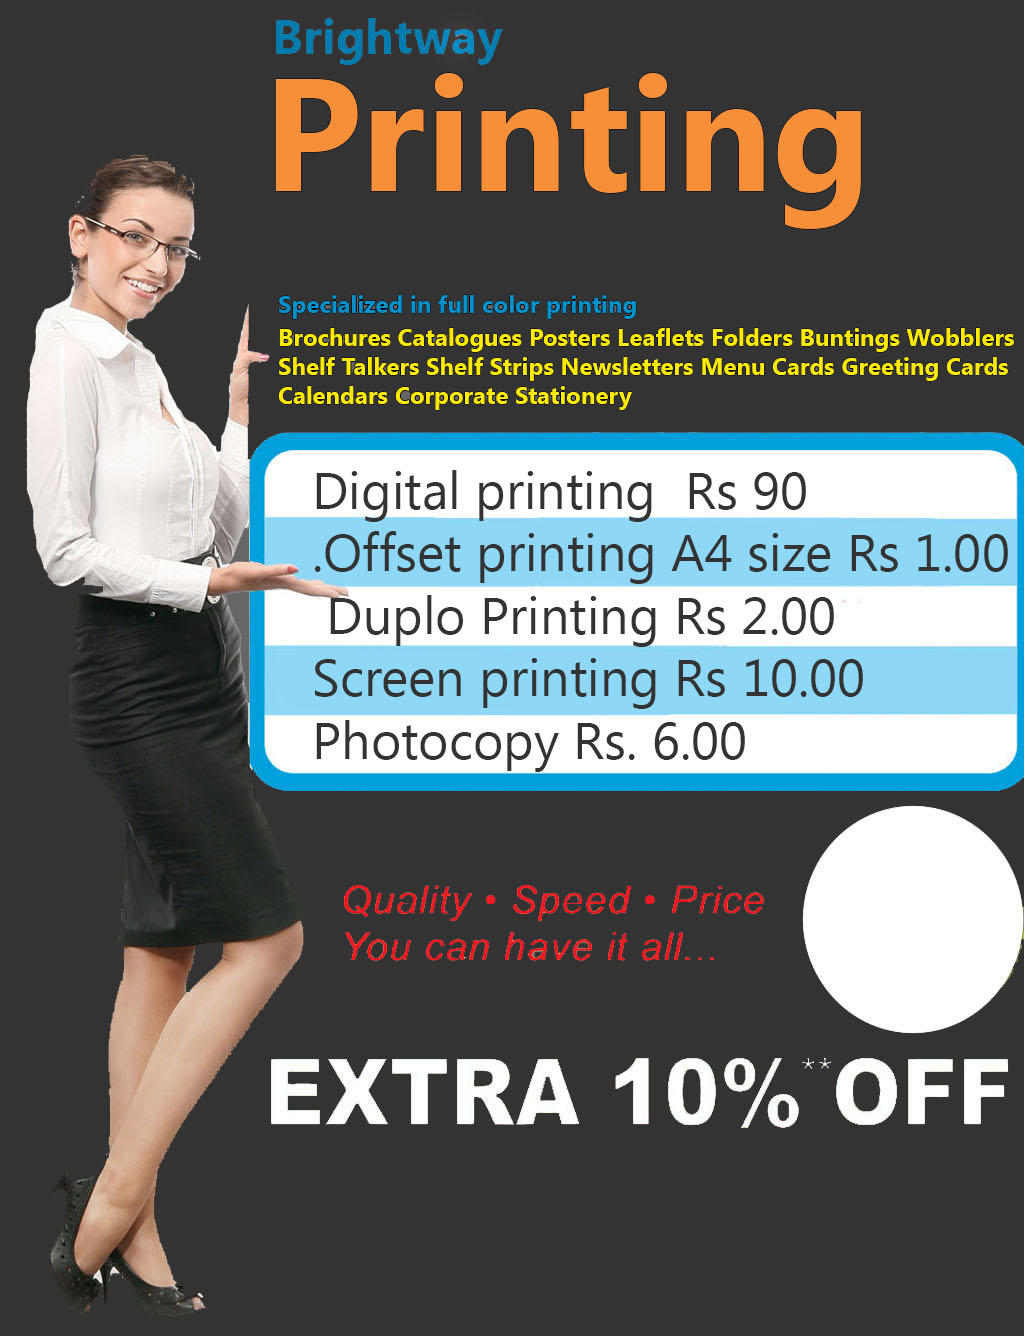 Brightway
Printing
Specialized in full color printing
Brochures Catalogues Posters Leaflets Folders Buntings Wobblers
Shelf Talkers Shelf Strips Newsletters Menu Cards Greeting Cards
Calendars Corporate Stationery
Digital printing  Rs 90
.Offset printing A4 size Rs 1.00
Duplo Printing Rs 2.00
Screen printing Rs 10.00
Photocopy Rs. 6.00
Quality • Speed • Price
You can have it all...
EXTRA 10%**OFF